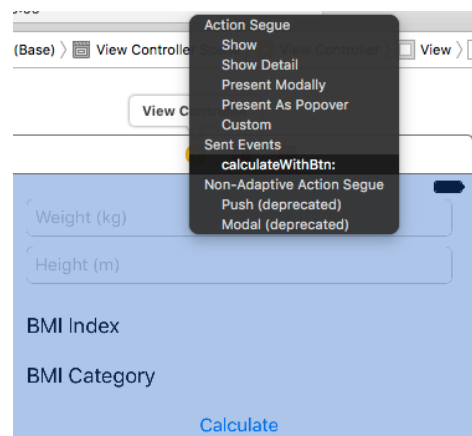 Action Segue
Show
(Base) 〉 View Controller 〉 View 〉
Show Detail
Present Modally
Present As Popover
View C
Custom
Sent Events
calculateWithBtn:
Non-Adaptive Action Segue
Push (deprecated)
Modal (deprecated)
Weight (kg)
Height (m)
BMI Index
BMI Category
Calculate